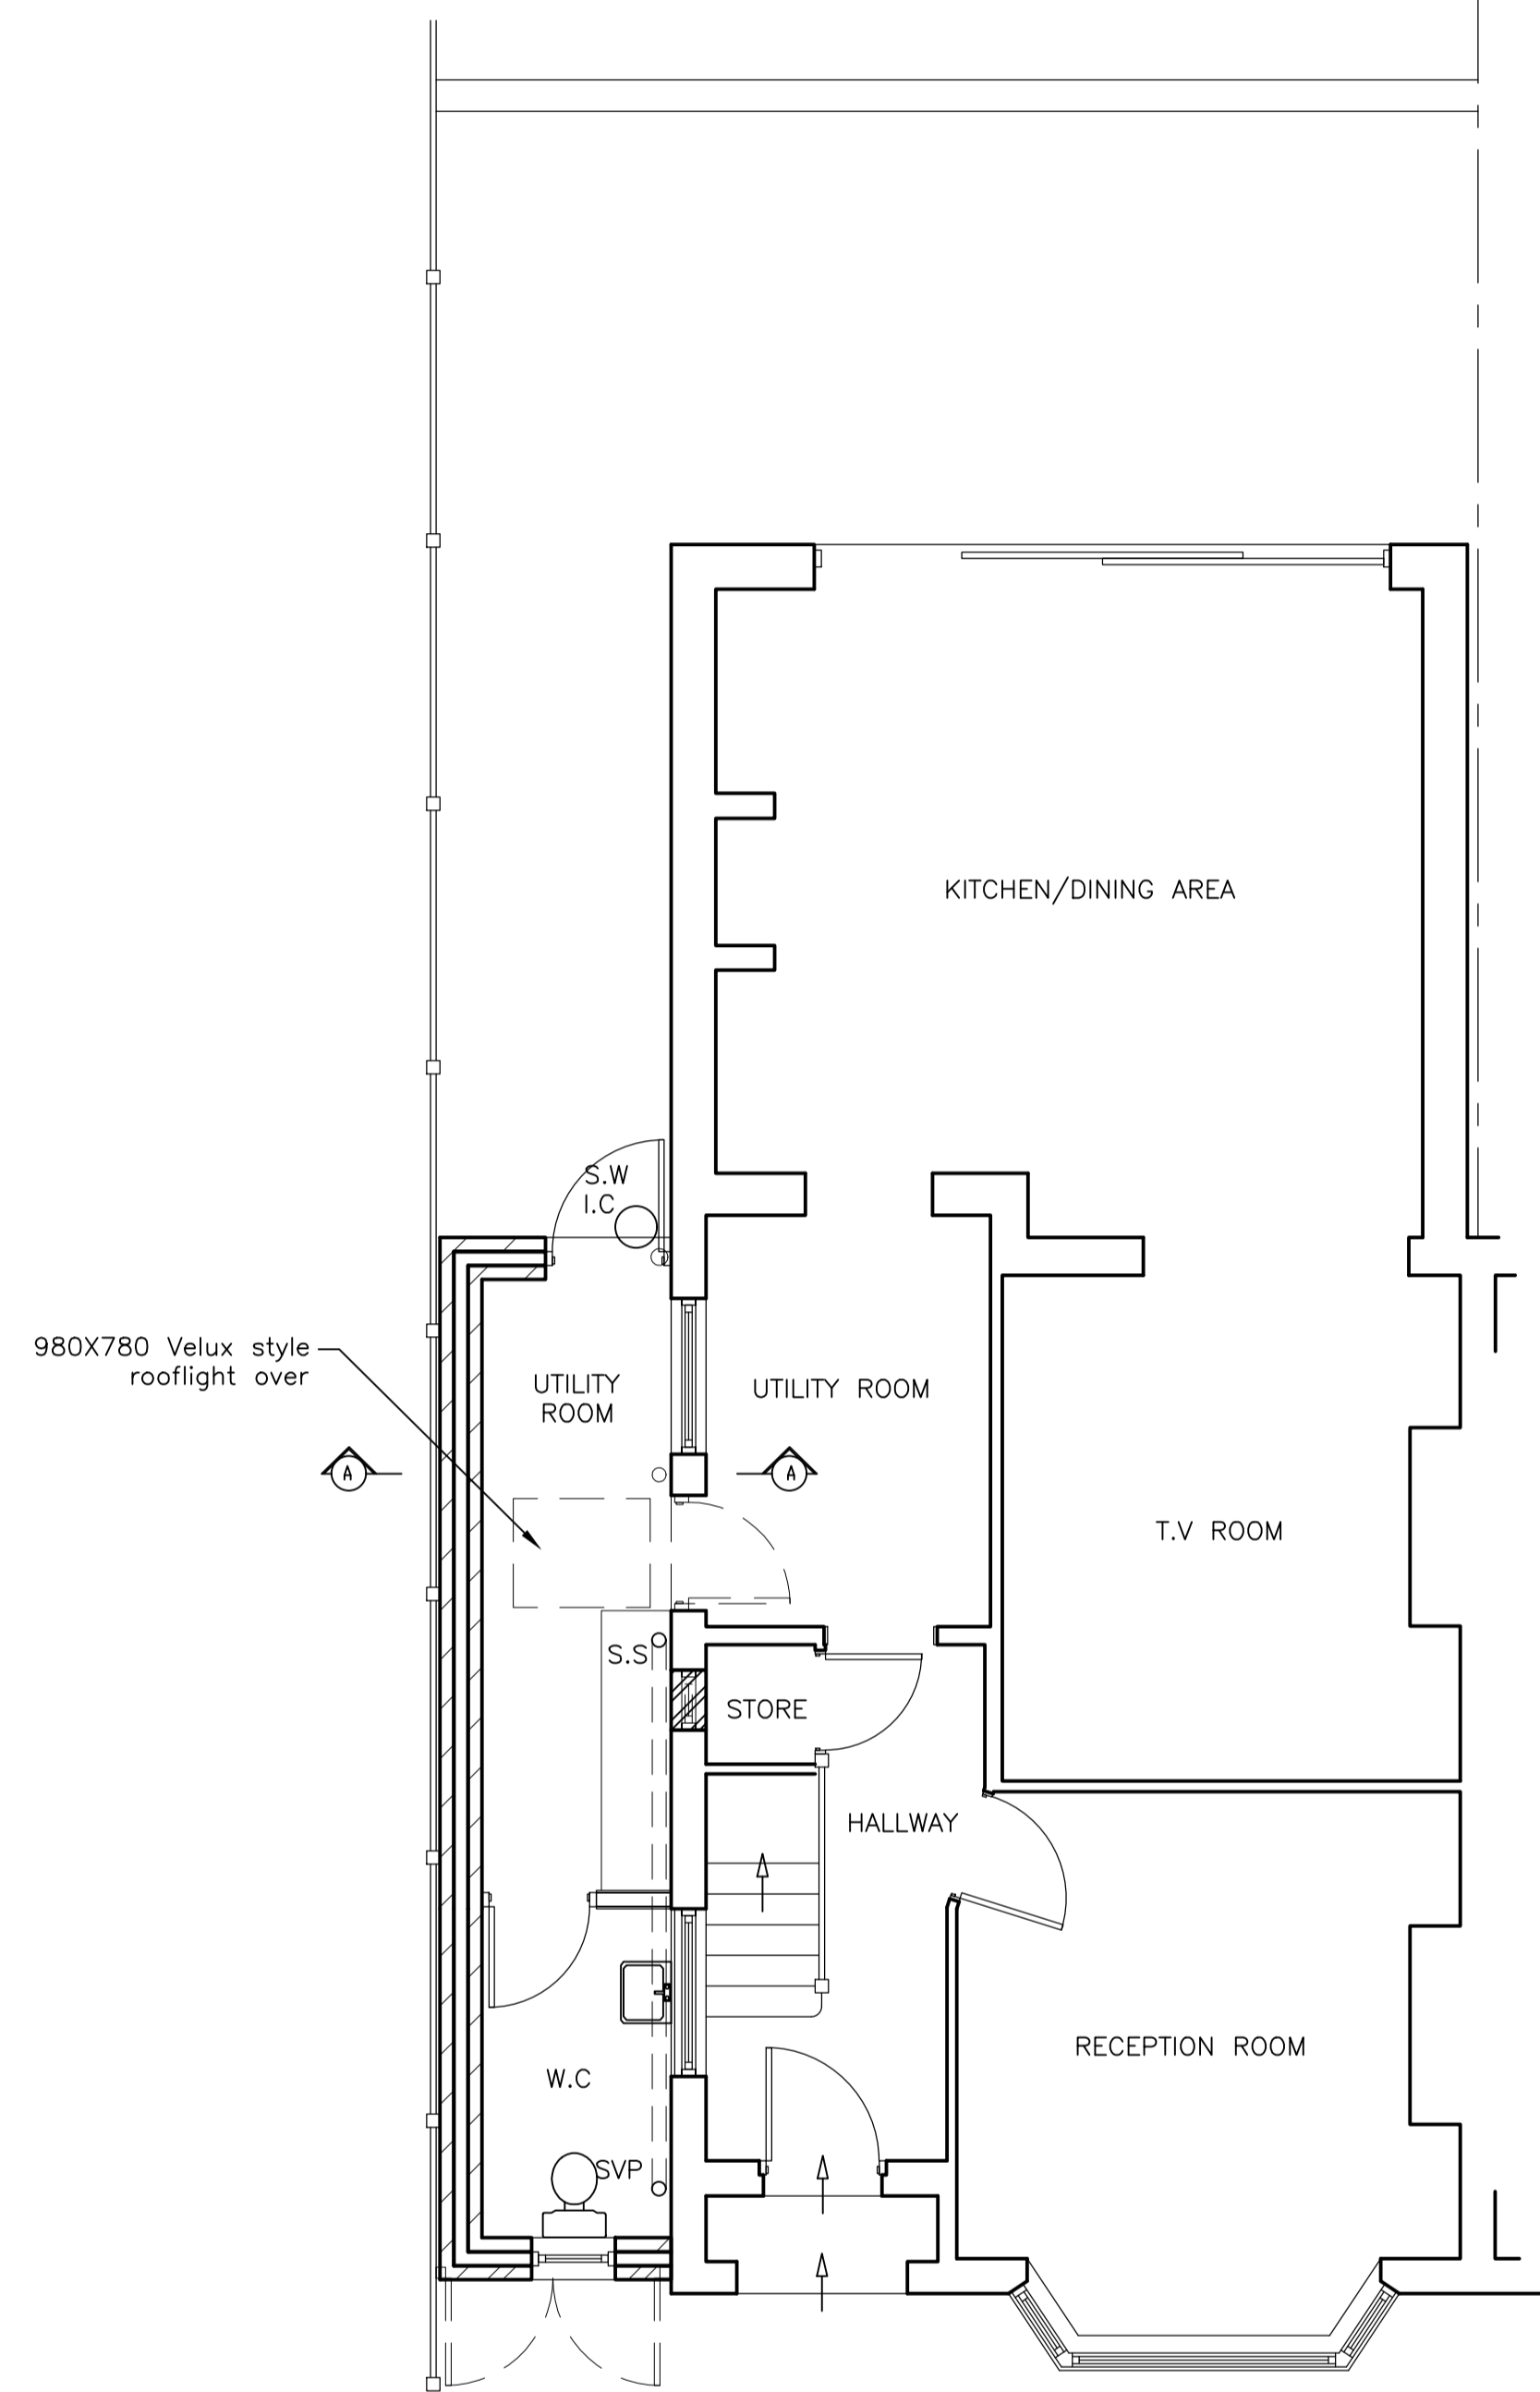 KITCHEN/DINING AREA
S.W
I.C
980X780 Velux style
rooflight over
UTILITY
ROOM
UTILITY ROOM
A
A
T.V ROOM
S.S
STORE
HALLWAY
RECEPTION ROOM
W.C
SVP